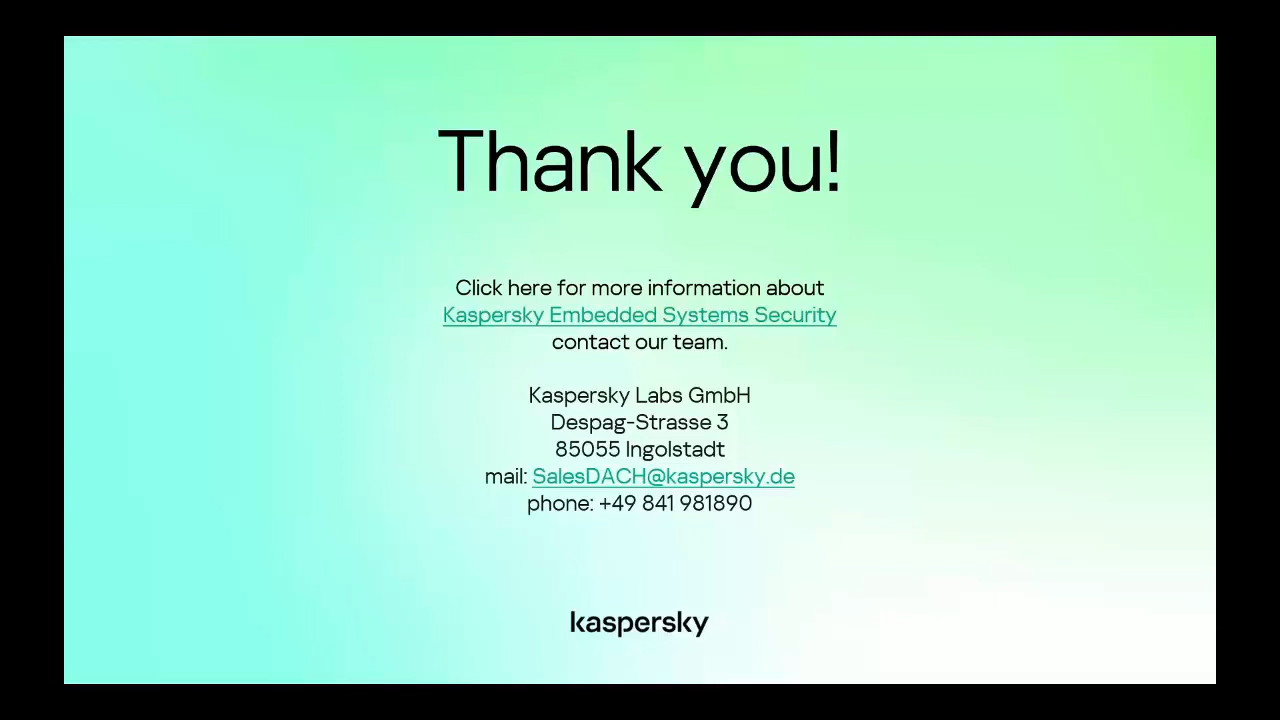 Thank you!
Click here for more information about
Kaspersky Embedded Systems Security
contact our team.
Kaspersky Labs GmbH
Despag-Strasse 3
85055 Ingolstadt
mail: SalesDACH@kaspersky.de
phone: +49 841 981890
kaspersky